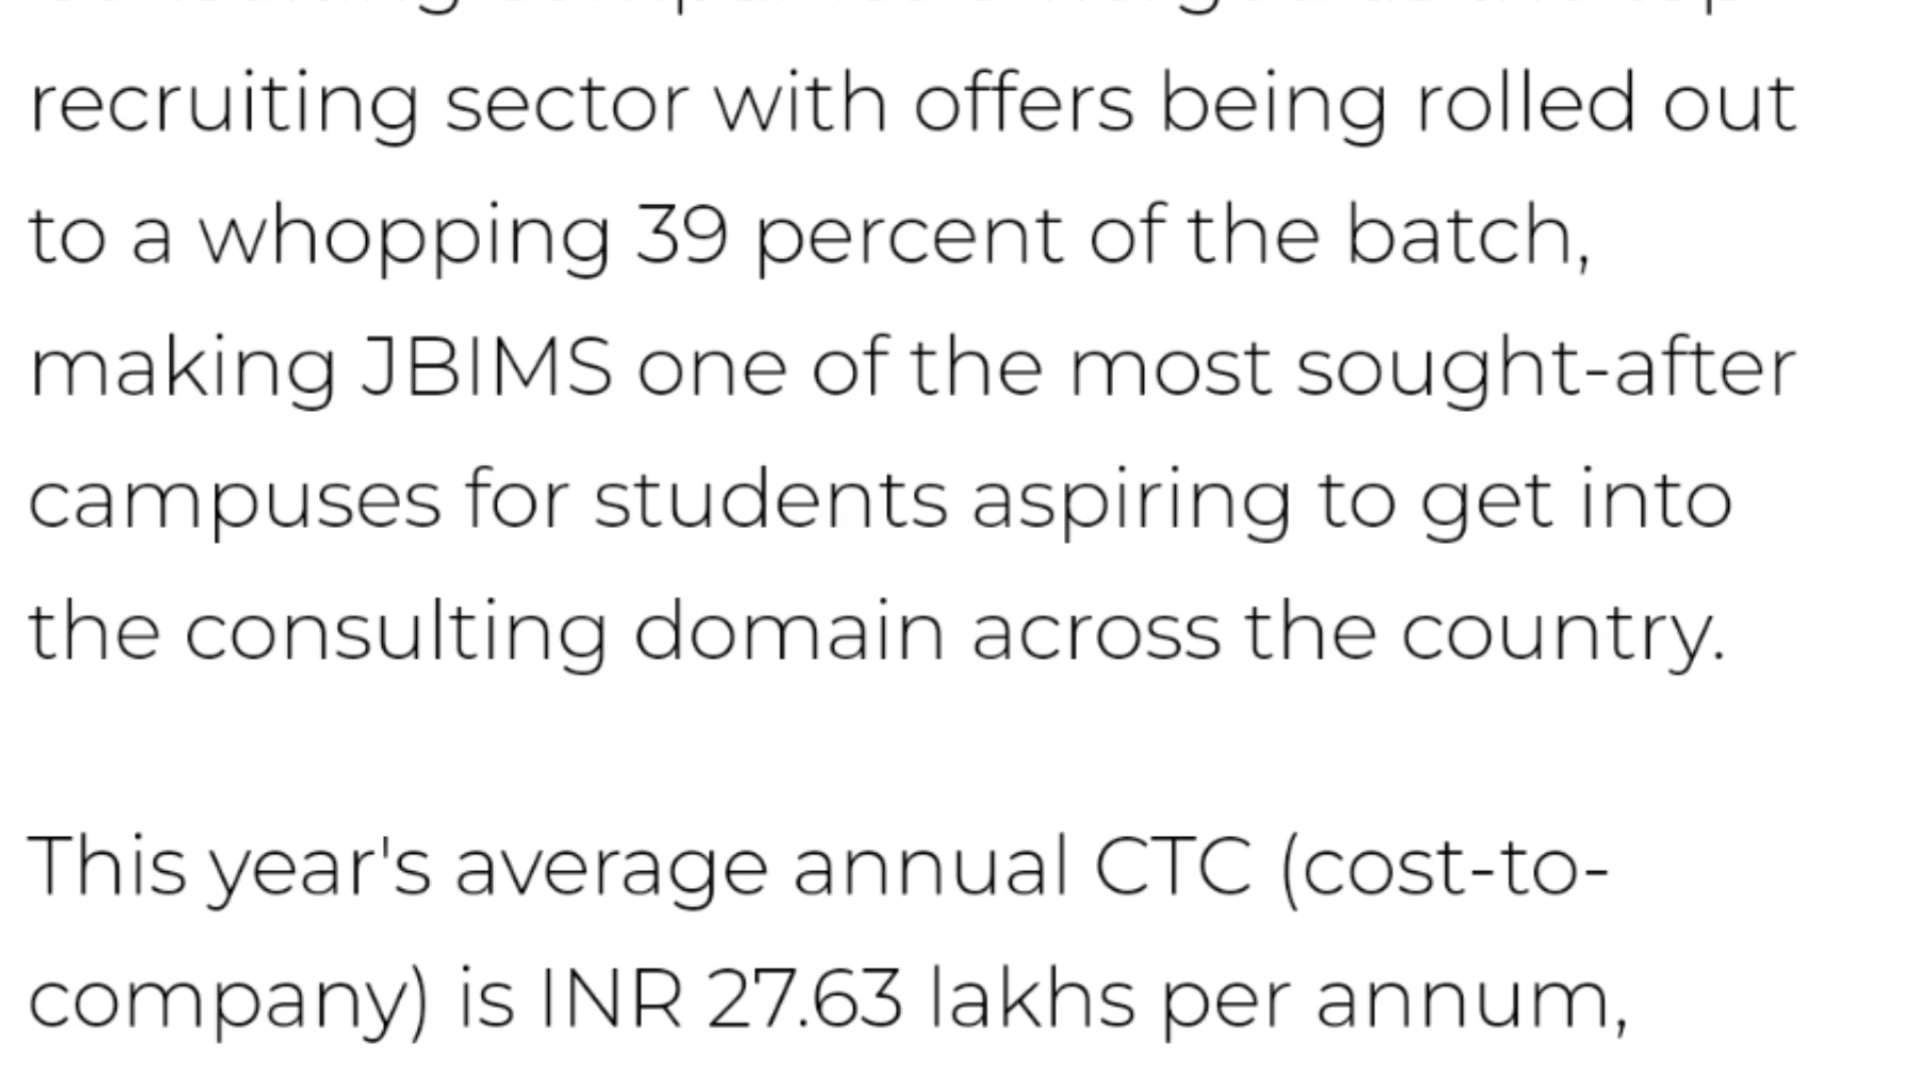 recruiting sector with offers being rolled out
to a whopping 39 percent of the batch,
making JBIMS one of the most sought-after
campuses for students aspiring to get into
the consulting domain across the country.
This year's average annual CTC (cost-to-
company) is INR 27.63 lakhs per annum,